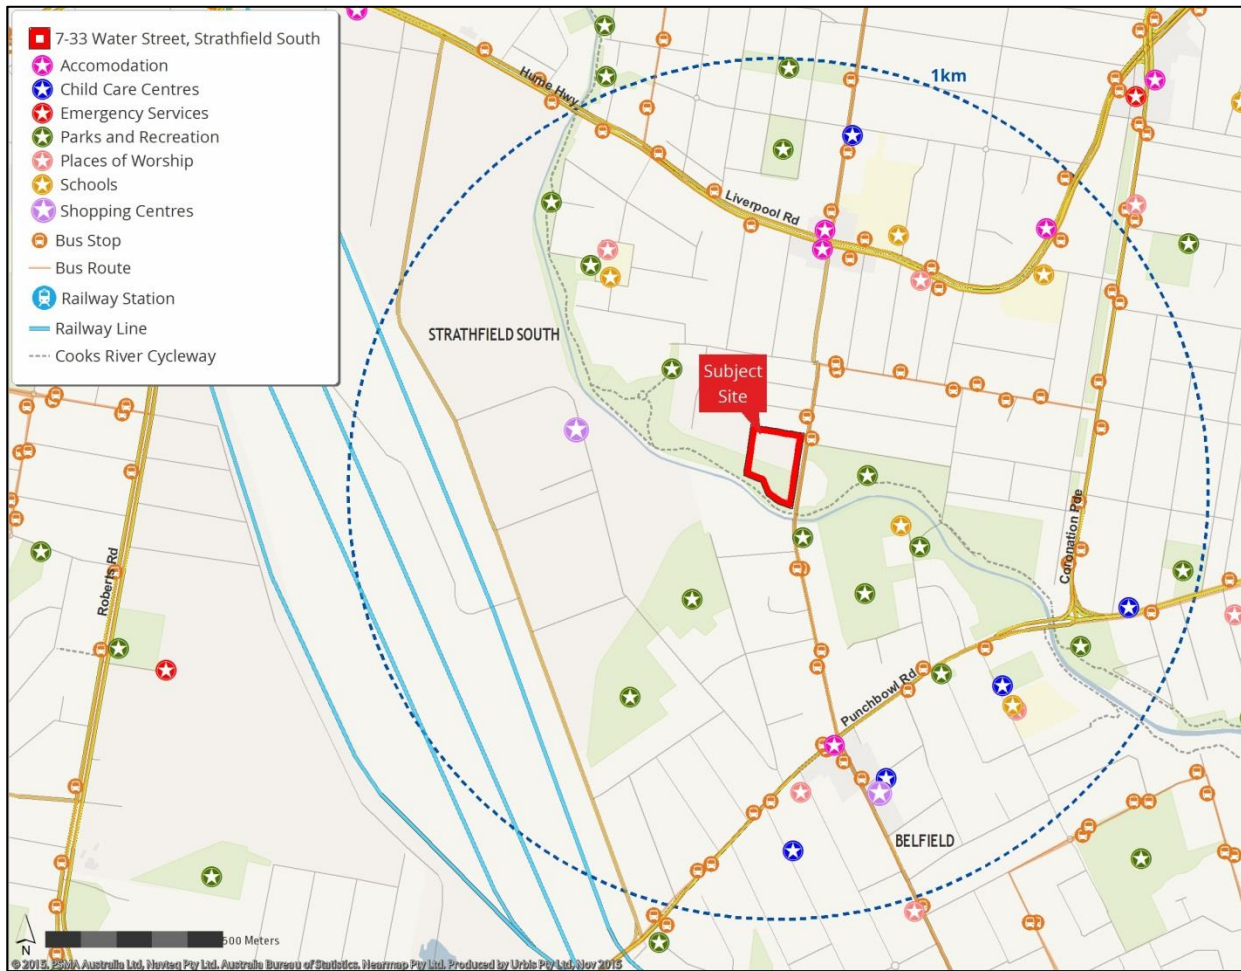 7-33 Water Street, Strathfield South
Accomodation
Child Care Centres
Emergency Services
Parks and Recreation
Places of Worship
Schools
Shopping Centres
Bus Stop
Bus Route
Railway Station
Railway Line
Cooks River Cycleway
1km
Hume Hwy
Liverpool Rd
STRATHFIELD SOUTH
Subject
Site
Coronation Pde
Roberts Rd
Punchbowl Rd
BELFIELD
N
500 Meters
© 2015. PSMA Australia Ltd, Navteq Pty Ltd. Australia Bureau of Statistics. Nearmap Pty Ltd. Produced by Urbis Pty Ltd, Nov 2015